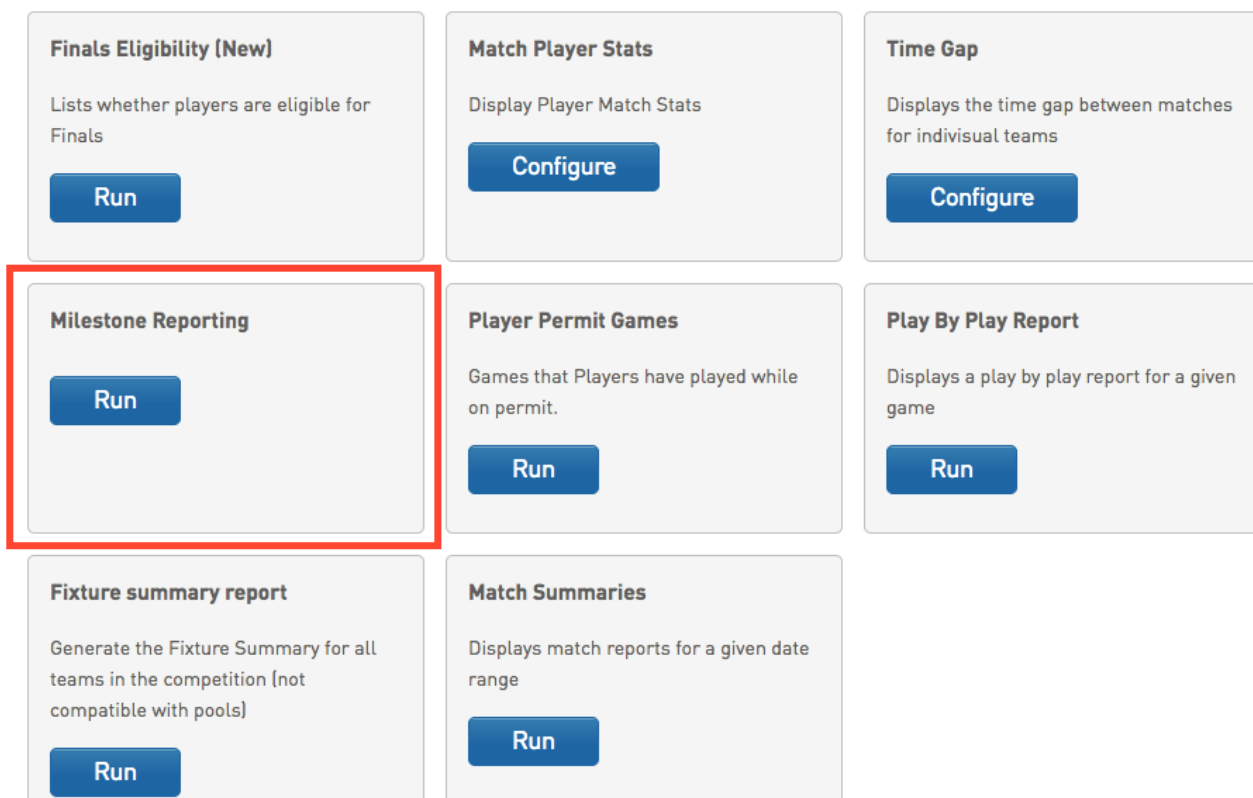 Finals Eligibility (New)
Lists whether players are eligible for
Finals
Run
Match Player Stats
Display Player Match Stats
Configure
Time Gap
Displays the time gap between matches
for indivisual teams
Configure
Milestone Reporting
Run
Player Permit Games
Games that Players have played while
on permit.
Run
Play By Play Report
Displays a play by play report for a given
game
Run
Fixture summary report
Generate the Fixture Summary for all
teams in the competition (not
compatible with pools)
Run
Match Summaries
Displays match reports for a given date
range
Run